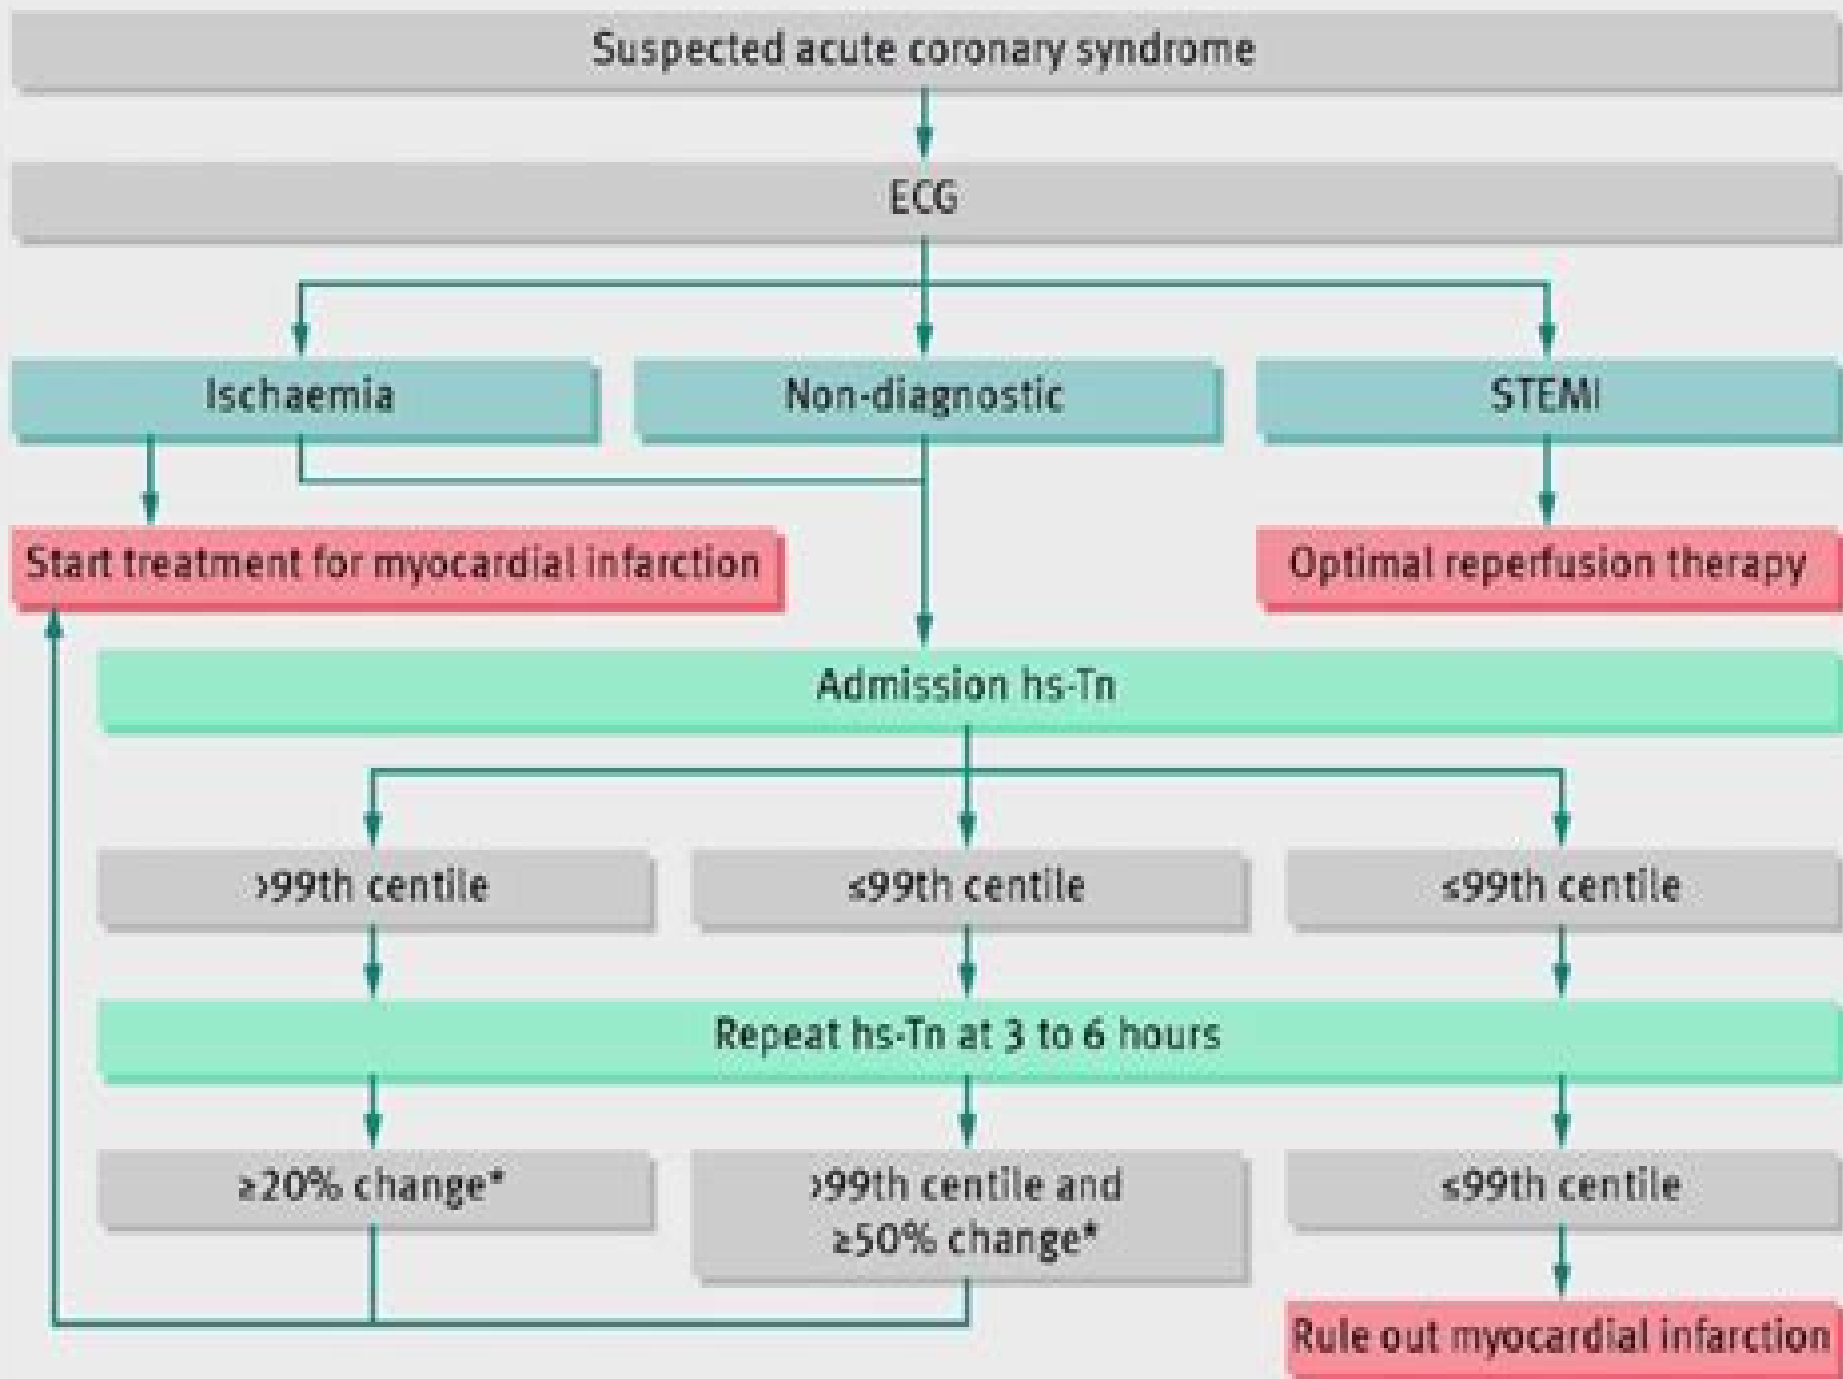 Suspected acute coronary syndrome
ECG
Ischaemia
Non-diagnostic
STEMI
Start treatment for myocardial infarction
Optimal reperfusion therapy
Admission hs-Tn
>99th centile
≤99th centile
≤99th centile
Repeat hs-Tn at 3 to 6 hours
≥20% change*
>99th centile and
≥50% change*
≤99th centile
Rule out myocardial infarction